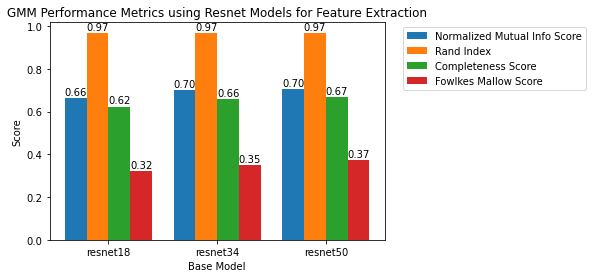 GMM Performance Metrics using Resnet Models for Feature Extraction
Normalized Mutual Info Score
Rand Index
Completeness Score
Fowlkes Mallow Score
Score
1.0
0.8
0.6
0.4
0.2
0.0
0.66
0.97
0.62
0.32
0.70
0.97
0.66
0.35
0.70
0.97
0.67
0.37
resnet18
resnet34
resnet50
Base Model